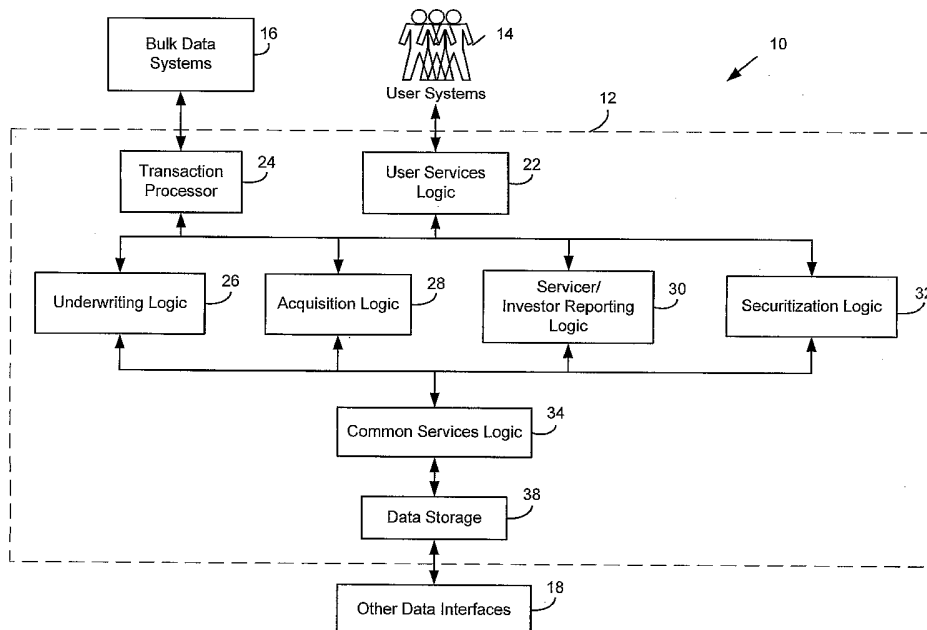 Bulk Data
Systems
16
14
User Systems
10
12
Transaction
Processor
24
User Services
Logic
22
Underwriting Logic
26
Acquisition Logic
28
Servicer/
Investor Reporting
Logic
30
Securitization Logic
32
Common Services Logic
34
Data Storage
38
Other Data Interfaces
18